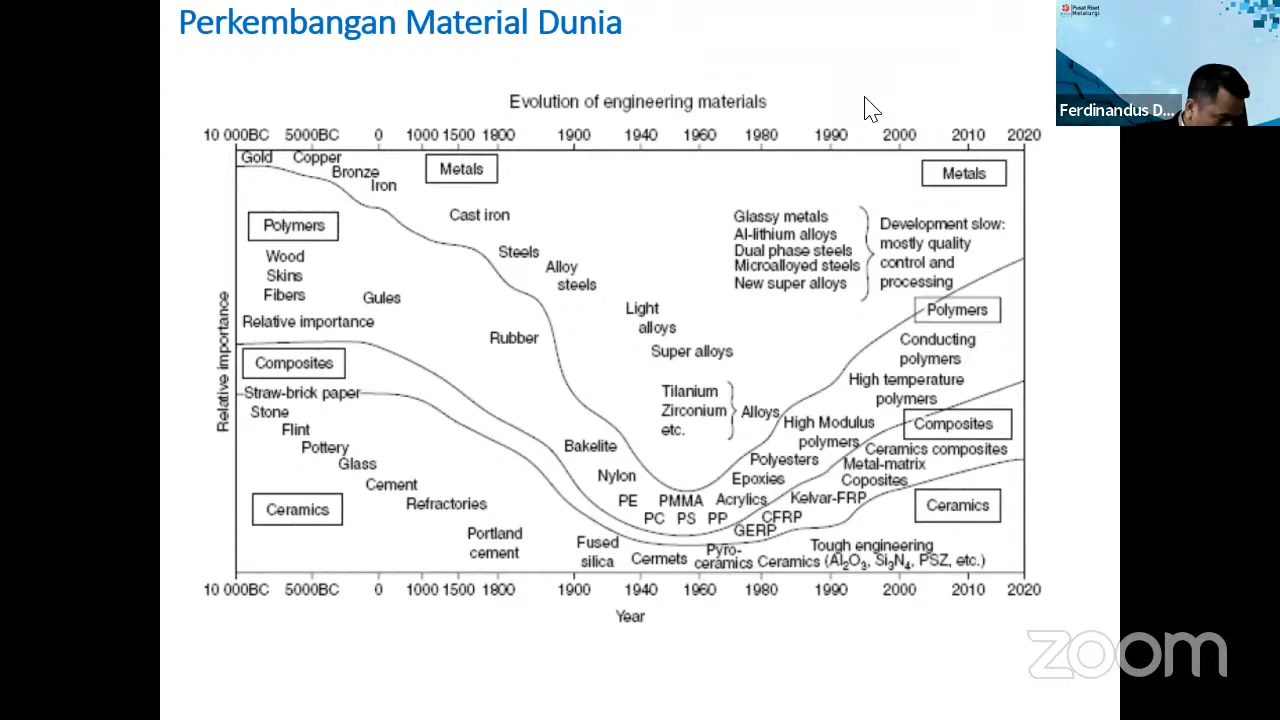 Perkembangan Material Dunia
Pusat Riset
Metalurgi
Ferdinandus D...
Evolution of engineering materials
10 000BC 5000BC 0 1000 1500 1800 1900 1940 1960 1980 1990 2000 2010 2020
Gold
Copper
Bronze
Iron
Metals
Metals
Cast iron
Polymers
Wood
Skins
Fibers
Gules
Steels
Alloy
steels
Glassy metals
Al-lithium alloys
Dual phase steels
Microalloyed steels
New super alloys
Development slow:
mostly quality
control and
processing
Relative importance
Relative importance
Rubber
Light
alloys
Super alloys
Polymers
Conducting
polymers
High temperature
polymers
Composites
Straw-brick paper
Stone
Flint
Pottery
Glass
Cement
Refractories
Tilanium
Zirconium
etc.
Alloys
High Modulus
polymers
Composites
Ceramics composites
Metal-matrix
Coposites
Bakelite
Nylon
PE
PMMA
Acrylics
PC
PS
PP
Polyesters
Epoxies
Kelvar-FRP
CFRP
GERP
Ceramics
Ceramics
Portland
cement
Fused
silica
Cermets
Pyro-
ceramics
Tough engineering
Ceramics (Al₂O₃, Si₃N₄, PSZ, etc.)
10 000BC 5000BC 0 1000 1500 1800 1900 1940 1960 1980 1990 2000 2010 2020
Year
zoom